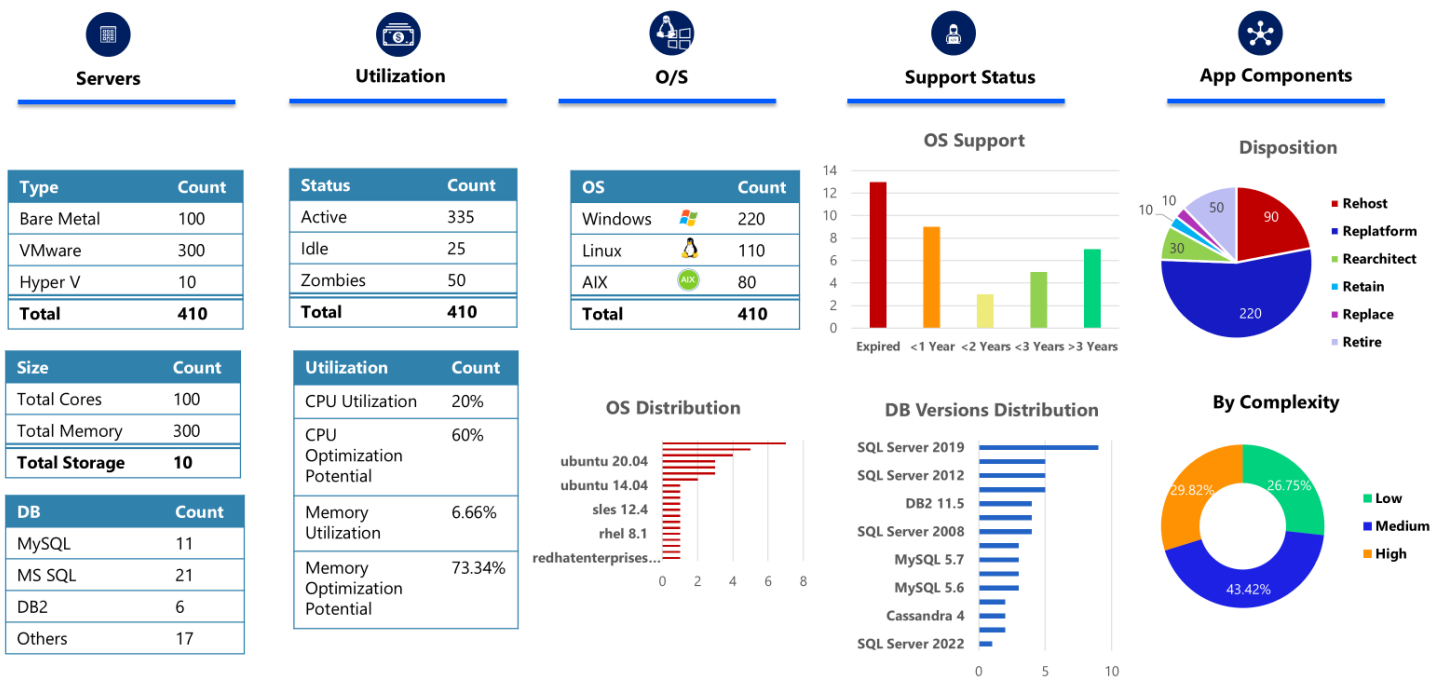 Servers
Type Count
Bare Metal 100
VMware 300
Hyper V 10
Total 410
Size Count
Total Cores 100
Total Memory 300
Total Storage 10
DB Count
MySQL 11
MS SQL 21
DB2 6
Others 17
Utilization
Status Count
Active 335
Idle 25
Zombies 50
Total 410
Utilization Count
CPU Utilization 20%
CPU 60%
Optimization
Potential
Memory 6.66%
Utilization
Memory 73.34%
Optimization
Potential
O/S
OS Count
Windows 220
Linux 110
AIX AIX 80
Total 410
OS Distribution
ubuntu 20.04
ubuntu 14.04
sles 12.4
rhel 8.1
redhatenterprises...
0 2 4 6 8
Support Status
OS Support
14
12
10
8
6
4
2
0
Expired <1 Year <2 Years <3 Years >3 Years
DB Versions Distribution
SQL Server 2019
SQL Server 2012
DB2 11.5
SQL Server 2008
MySQL 5.7
MySQL 5.6
Cassandra 4
SQL Server 2022
0 5 10
App Components
Disposition
10
10
50
90
30
220
Rehost
Replatform
Rearchitect
Retain
Replace
Retire
By Complexity
29.82%
26.75%
43.42%
Low
Medium
High